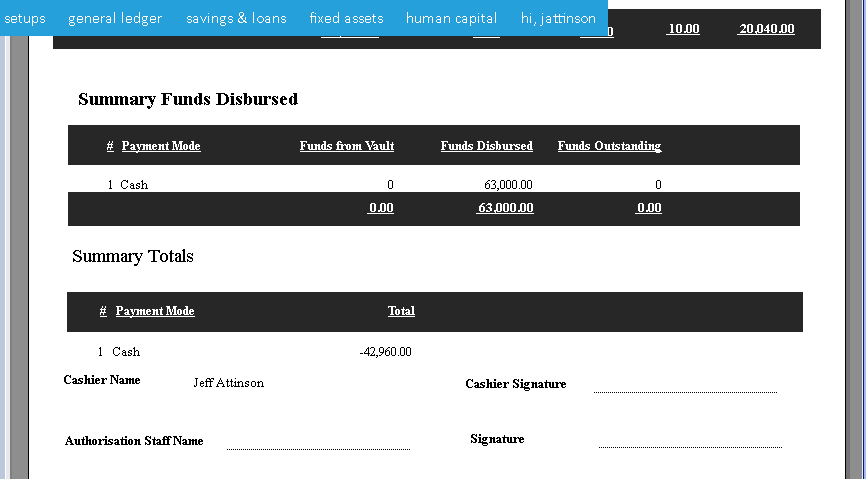 setups general ledger savings & loans fixed assets human capital hi, jattinson
10.00 20,040.00
Summary Funds Disbursed
# Payment Mode Funds from Vault Funds Disbursed Funds Outstanding
1 Cash 0 63,000.00 0
0.00 63,000.00 0.00
Summary Totals
# Payment Mode Total
1 Cash -42,960.00
Cashier Name Jeff Attinson Cashier Signature
Authorisation Staff Name Signature